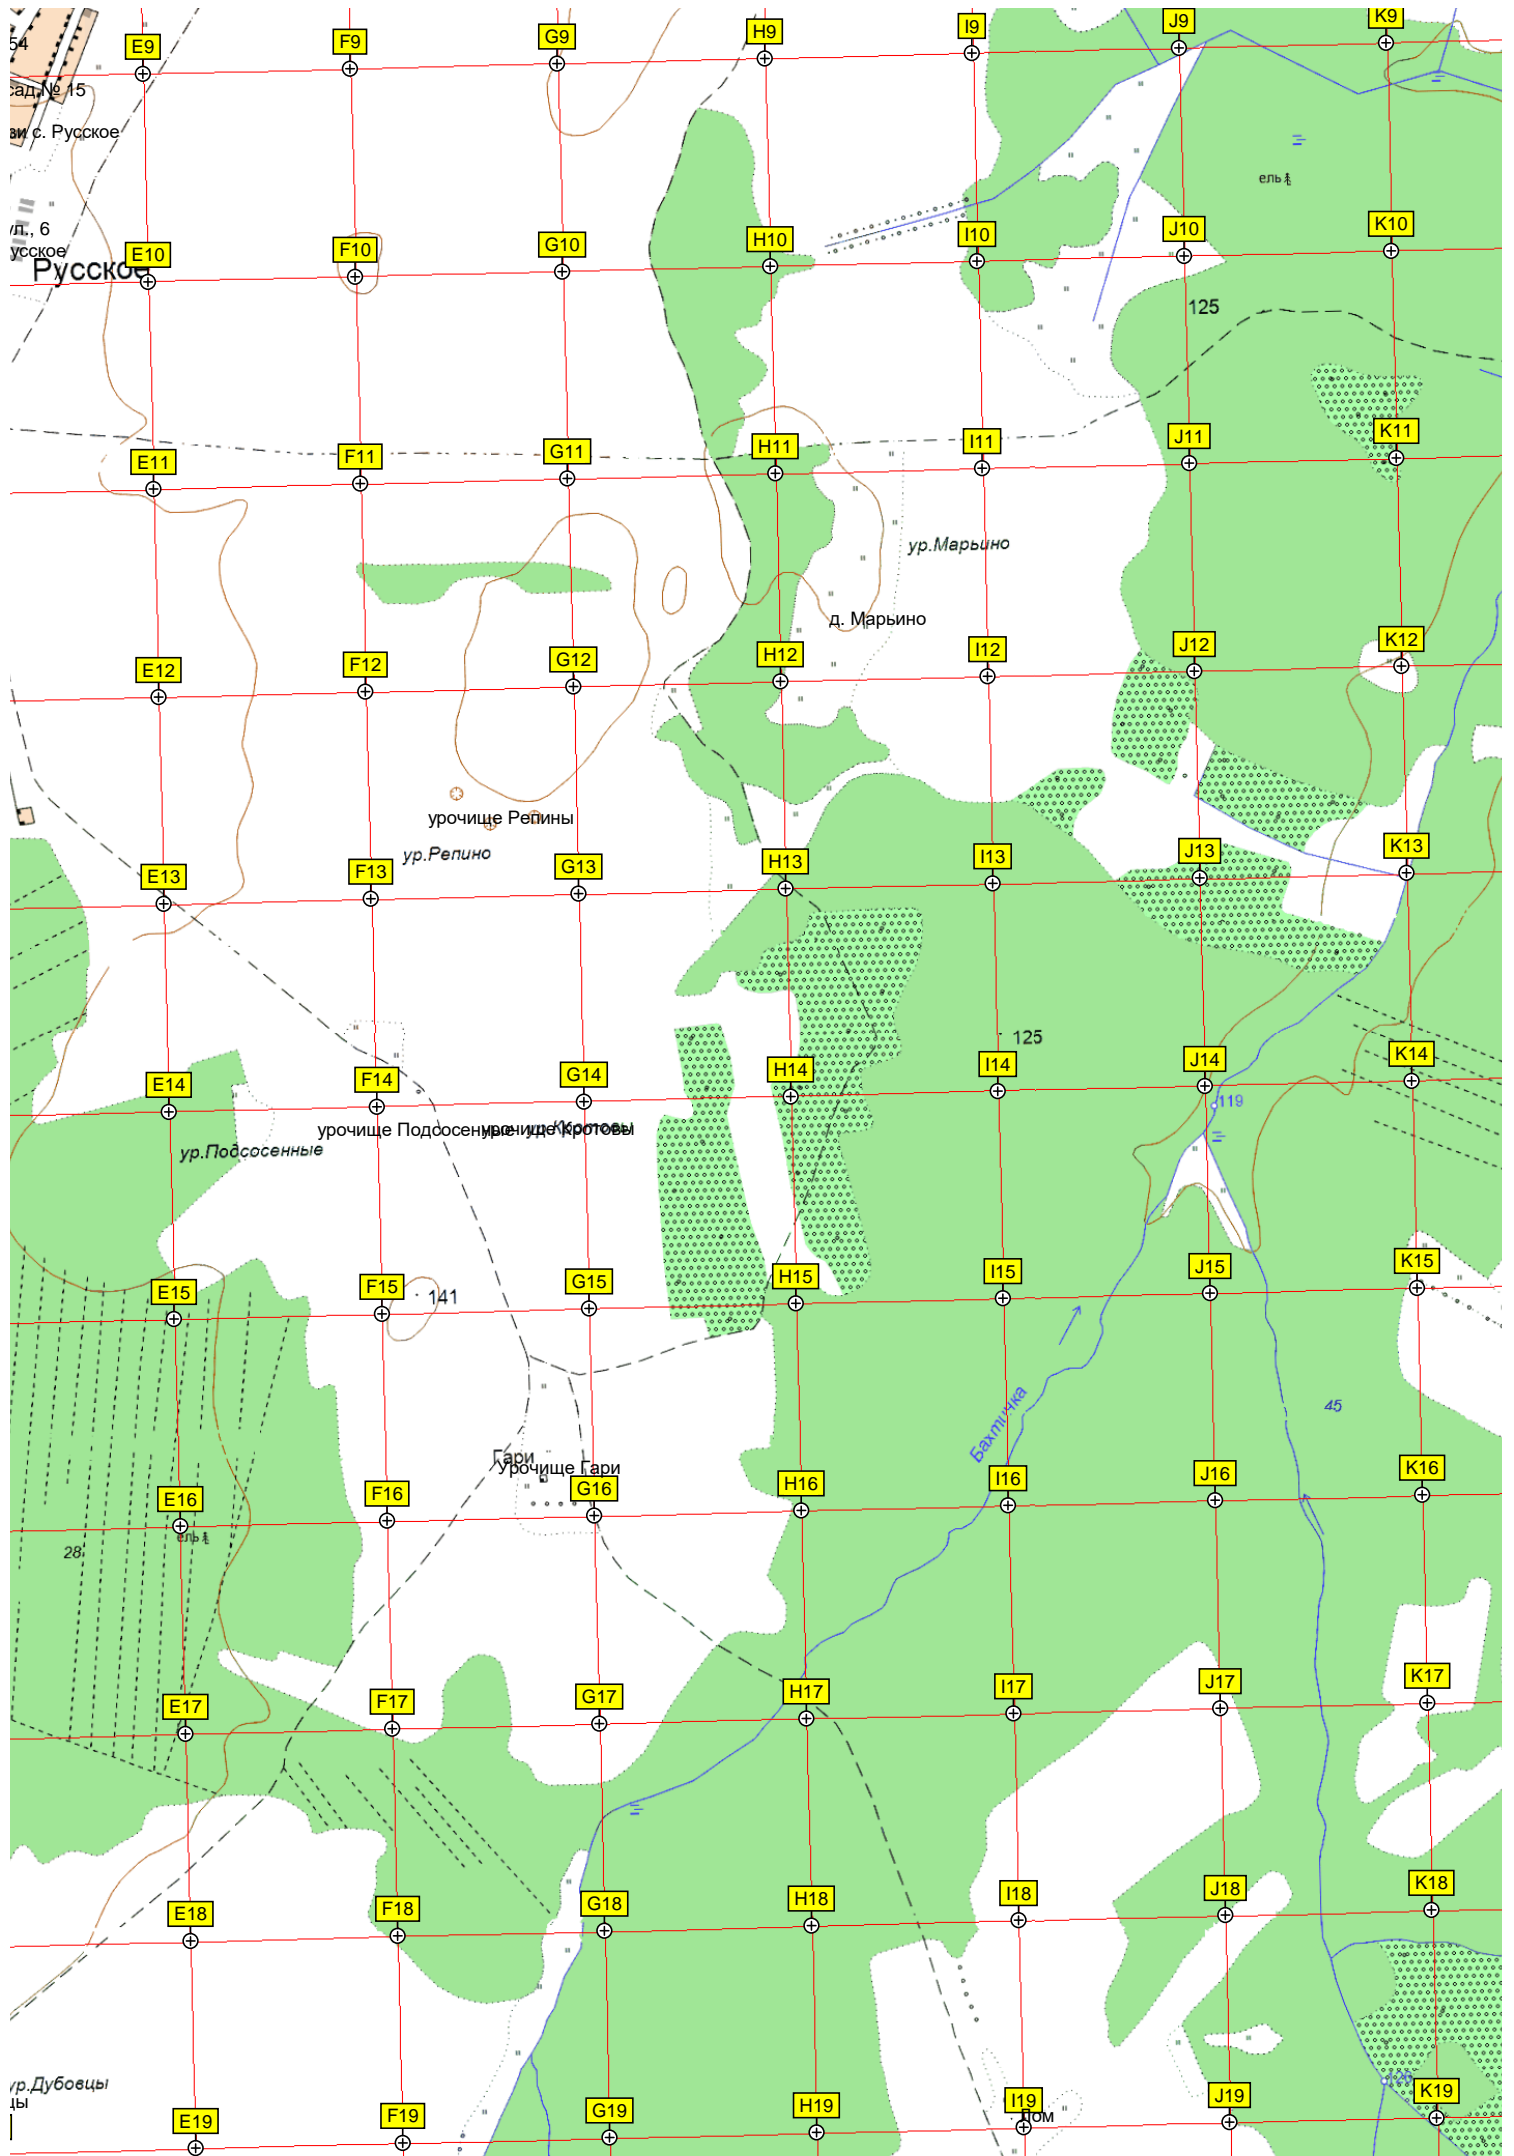 E9 F9 G9 H9 I9 J9 K9
54
сад № 15
зи с. Русское
ель
ул., 6
усское
Русское
E10 F10 G10 H10 I10 J10 K10
125
E11 F11 G11 H11 I11 J11 K11
ур.Марьино
д. Марьино
E12 F12 G12 H12 I12 J12 K12
урочище Репины
ур.Репино
E13 F13 G13 H13 I13 J13 K13
125
E14 F14 G14 H14 I14 J14 K14
119
урочище Подсосенные урочище Кротовы
ур.Подсосенные
E15 F15 G15 H15 I15 J15 K15
141
45
Бахтинка
Гари
Урочище Гари
E16 F16 G16 H16 I16 J16 K16
ель
28
E17 F17 G17 H17 I17 J17 K17
E18 F18 G18 H18 I18 J18 K18
ур.Дубовцы
цы
E19 F19 G19 H19 I19 J19 K19